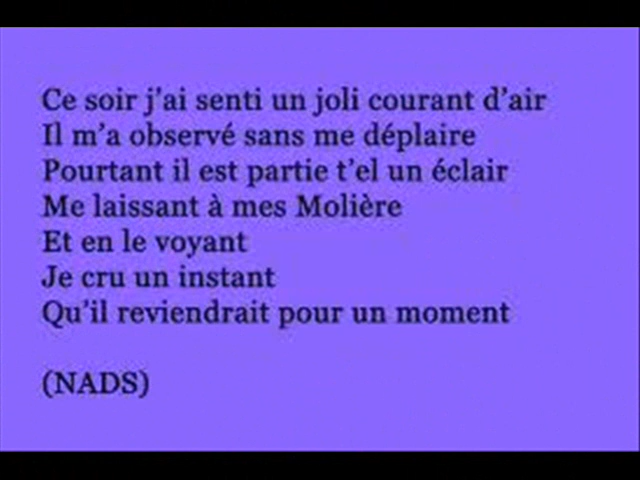 Ce soir j'ai senti un joli courant d'air
Il m'a observé sans me déplaire
Pourtant il est partie t'el un éclair
Me laissant à mes Molière
Et en le voyant
Je cru un instant
Qu'il reviendrait pour un moment
(NADS)